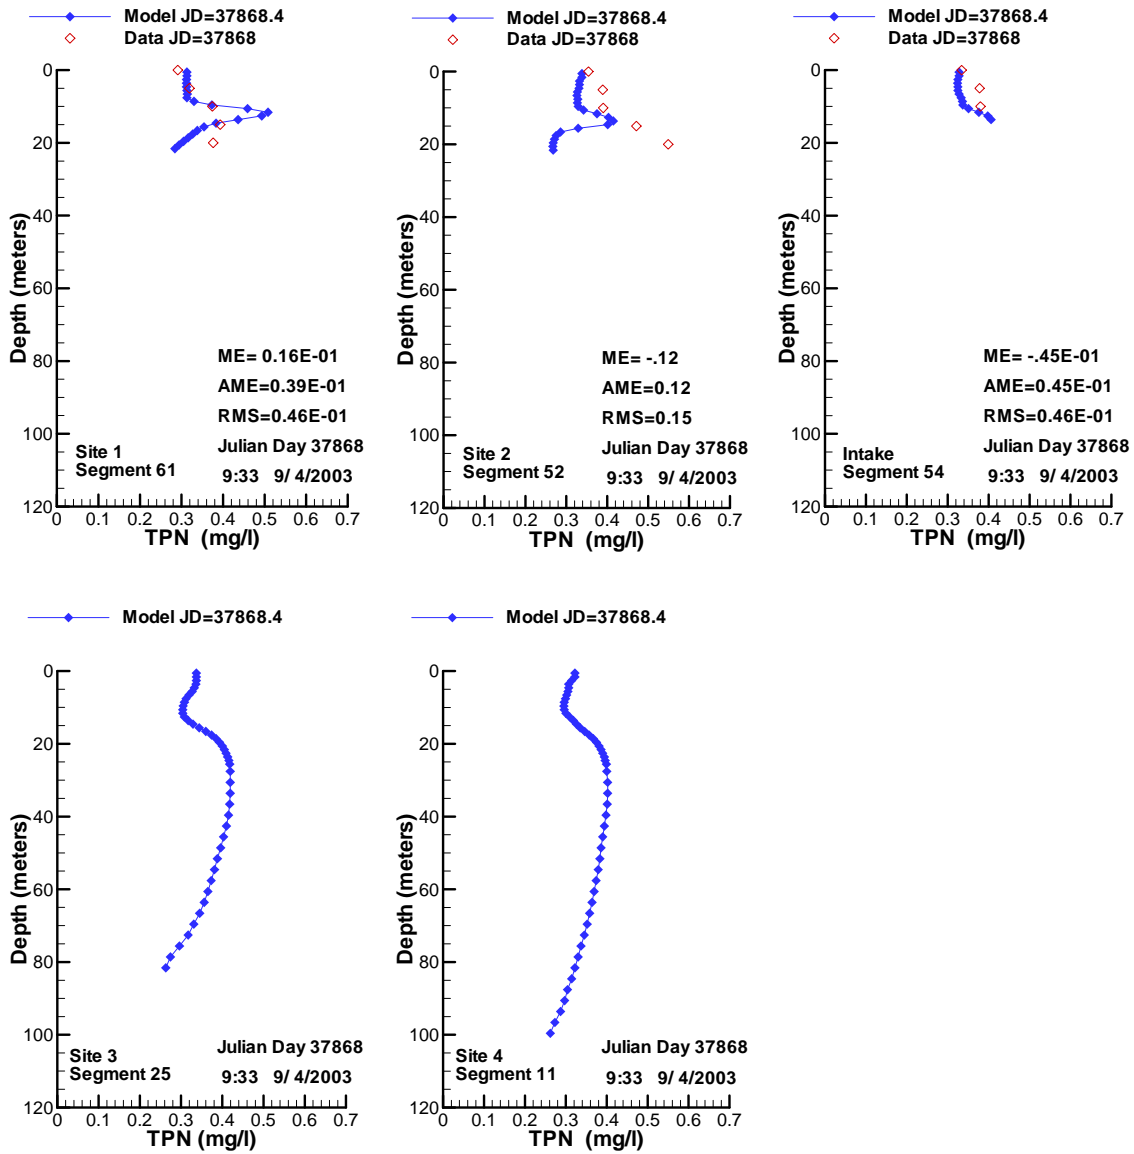 Model JD=37868.4
Data JD=37868
0
20
40
60
80
100
120
Depth (meters)
ME= 0.16E-01
AME=0.39E-01
RMS=0.46E-01
Site 1
Segment 61
Julian Day 37868
9:33 9/ 4/2003
0 0.1 0.2 0.3 0.4 0.5 0.6 0.7
TPN (mg/l)
Model JD=37868.4
Data JD=37868
0
20
40
60
80
100
120
Depth (meters)
ME= -.12
AME=0.12
RMS=0.15
Site 2
Segment 52
Julian Day 37868
9:33 9/ 4/2003
0 0.1 0.2 0.3 0.4 0.5 0.6 0.7
TPN (mg/l)
Model JD=37868.4
Data JD=37868
0
20
40
60
80
100
120
Depth (meters)
ME= -.45E-01
AME=0.45E-01
RMS=0.46E-01
Intake
Segment 54
Julian Day 37868
9:33 9/ 4/2003
0 0.1 0.2 0.3 0.4 0.5 0.6 0.7
TPN (mg/l)
Model JD=37868.4
0
20
40
60
80
100
120
Depth (meters)
Site 3
Segment 25
Julian Day 37868
9:33 9/ 4/2003
0 0.1 0.2 0.3 0.4 0.5 0.6 0.7
TPN (mg/l)
Model JD=37868.4
0
20
40
60
80
100
120
Depth (meters)
Site 4
Segment 11
Julian Day 37868
9:33 9/ 4/2003
0 0.1 0.2 0.3 0.4 0.5 0.6 0.7
TPN (mg/l)